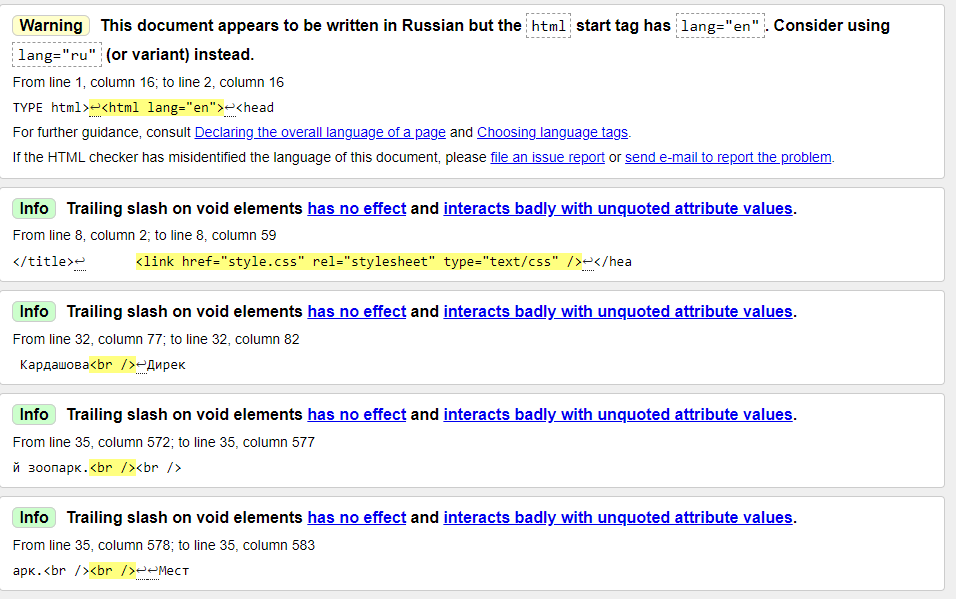 Warning This document appears to be written in Russian but the html start tag has lang="en". Consider using
lang="ru" (or variant) instead.
From line 1, column 16; to line 2, column 16
TYPE html>↩<html lang="en">↩<head
For further guidance, consult Declaring the overall language of a page and Choosing language tags.
If the HTML checker has misidentified the language of this document, please file an issue report or send e-mail to report the problem.
Info Trailing slash on void elements has no effect and interacts badly with unquoted attribute values.
From line 8, column 2; to line 8, column 59
</title>↩ <link href="style.css" rel="stylesheet" type="text/css" />↩</hea
Info Trailing slash on void elements has no effect and interacts badly with unquoted attribute values.
From line 32, column 77; to line 32, column 82
Кардашова<br />↩Дирек
Info Trailing slash on void elements has no effect and interacts badly with unquoted attribute values.
From line 35, column 572; to line 35, column 577
й зоопарк.<br /><br />
Info Trailing slash on void elements has no effect and interacts badly with unquoted attribute values.
From line 35, column 578; to line 35, column 583
арк.<br /><br />↩↩Мест